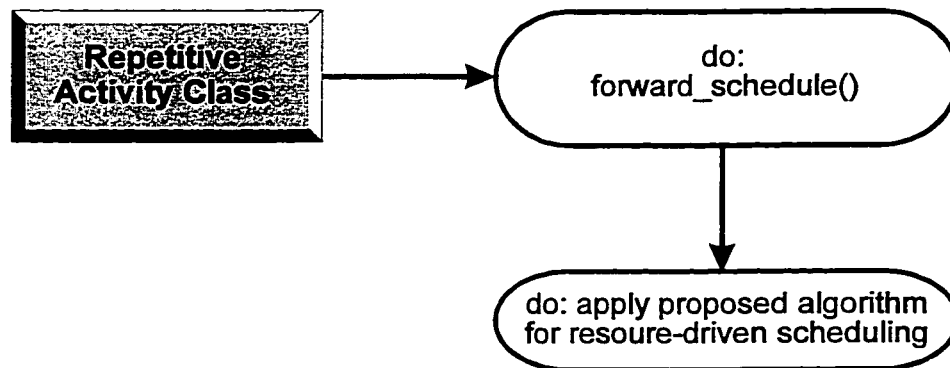 Repetitive
Activity Class
do:
forward_schedule()
do: apply proposed algorithm
for resoure-driven scheduling